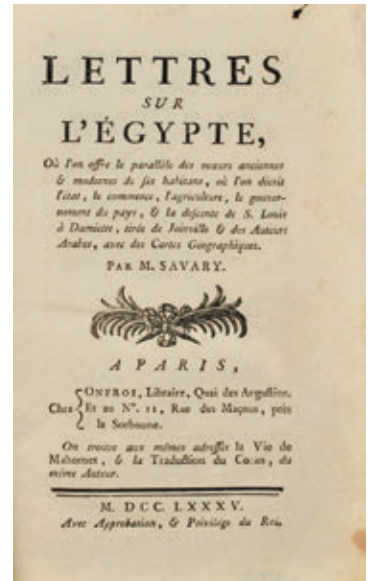 LETTRES
SUR
L'ÉGYPTE,
Où l'on offre le parallèle des mœurs anciennes
& modernes de ses habitans, où l'on décrit
l'état, le commerce, l'agriculture, le gouver-
nement du pays, & la descente de S. Louis
à Damiette, tirée de Joinville & des Auteurs
Arabes, avec des Cartes Géographiques.
PAR M. SAVARY.
A PARIS,
Chez
ONFROI, Libraire, Quai des Augustins.
Et au Nº. 11, Rue des Maçons, près
la Sorbonne.
On trouve aux mêmes adresses la Vie de
Mahomet, & la Traduction du Coran, du
même Auteur.
M. DCC. LXXXV.
Avec Approbation, & Privilège du Roi.